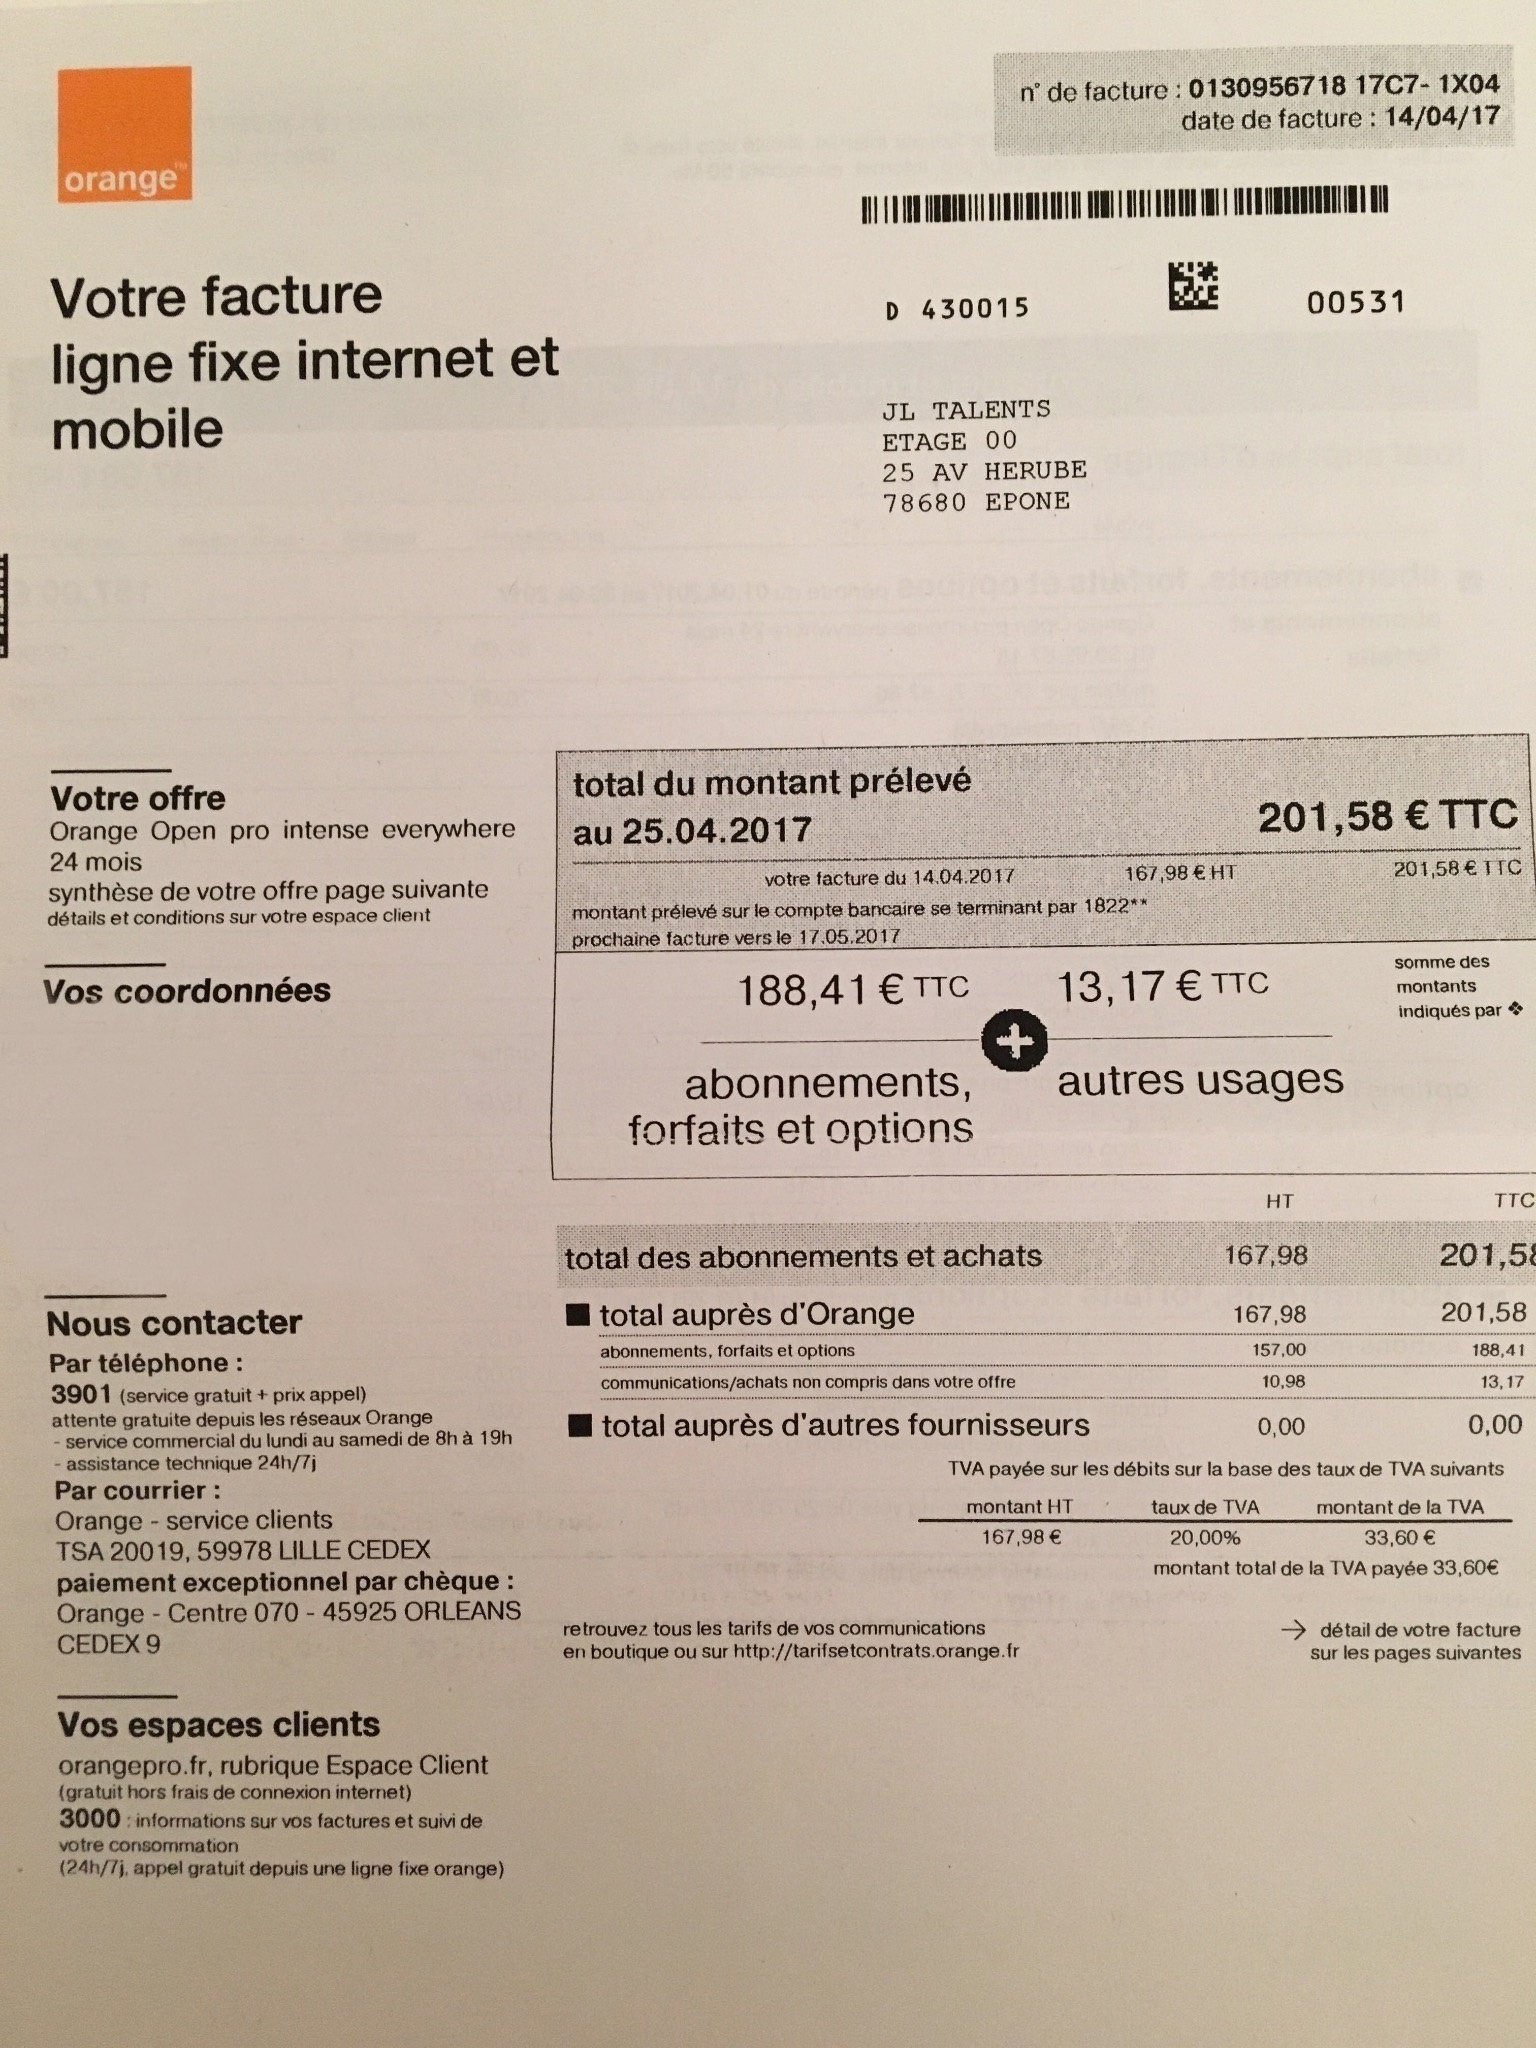 orange™
n° de facture : 0130956718 17C7- 1X04
date de facture : 14/04/17
Votre facture
ligne fixe internet et
mobile
D 430015
00531
JL TALENTS
ETAGE 00
25 AV HERUBE
78680 EPONE
Votre offre
Orange Open pro intense everywhere
24 mois
synthèse de votre offre page suivante
détails et conditions sur votre espace client
Vos coordonnées
total du montant prélevé
au 25.04.2017 201,58 € TTC
votre facture du 14.04.2017 167,98 € HT 201,58 € TTC
montant prélevé sur le compte bancaire se terminant par 1822**
prochaine facture vers le 17.05.2017
188,41 € TTC + 13,17 € TTC
somme des
montants
indiqués par ❖
abonnements,
forfaits et options
autres usages
HT TTC
total des abonnements et achats 167,98 201,58
■ total auprès d'Orange 167,98 201,58
abonnements, forfaits et options 157,00 188,41
communications/achats non compris dans votre offre 10,98 13,17
■ total auprès d'autres fournisseurs 0,00 0,00
TVA payée sur les débits sur la base des taux de TVA suivants
montant HT taux de TVA montant de la TVA
167,98 € 20,00% 33,60 €
montant total de la TVA payée 33,60€
retrouvez tous les tarifs de vos communications
en boutique ou sur http://tarifsetcontrats.orange.fr
→ détail de votre facture
sur les pages suivantes
Nous contacter
Par téléphone :
3901 (service gratuit + prix appel)
attente gratuite depuis les réseaux Orange
- service commercial du lundi au samedi de 8h à 19h
- assistance technique 24h/7j
Par courrier :
Orange - service clients
TSA 20019, 59978 LILLE CEDEX
paiement exceptionnel par chèque :
Orange - Centre 070 - 45925 ORLEANS
CEDEX 9
Vos espaces clients
orangepro.fr, rubrique Espace Client
(gratuit hors frais de connexion internet)
3000 : informations sur vos factures et suivi de
votre consommation
(24h/7j, appel gratuit depuis une ligne fixe orange)